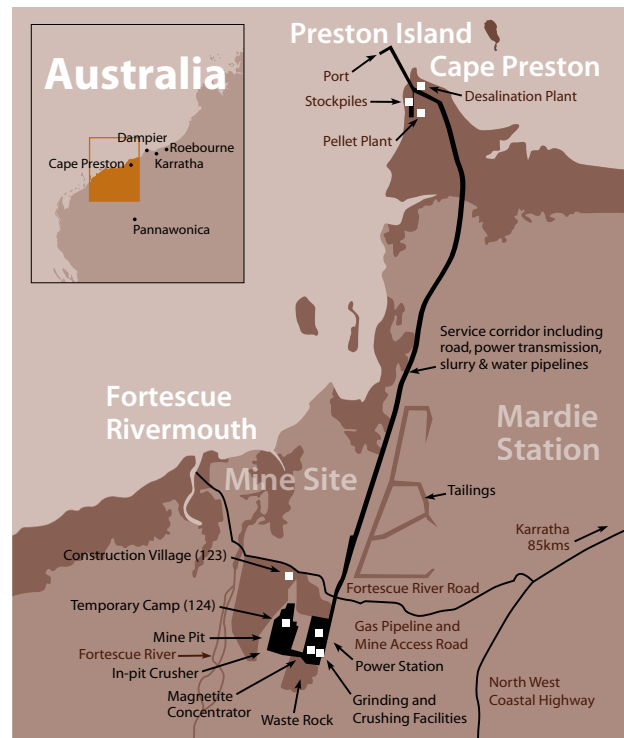 Preston Island
Australia
Cape Preston
Port
Stockpiles
Desalination Plant
Pellet Plant
Dampier
Roebourne
Cape Preston
Karratha
Pannawonica
Service corridor including
road, power transmission,
slurry & water pipelines
Fortescue
Rivermouth
Mardie
Station
Mine Site
Tailings
Karratha
85kms
Construction Village (123)
Fortescue River Road
Temporary Camp (124)
Gas Pipeline and
Mine Access Road
Mine Pit
Fortescue River
Power Station
In-pit Crusher
Magnetite
Concentrator
Waste Rock
Grinding and
Crushing Facilities
North West
Coastal Highway